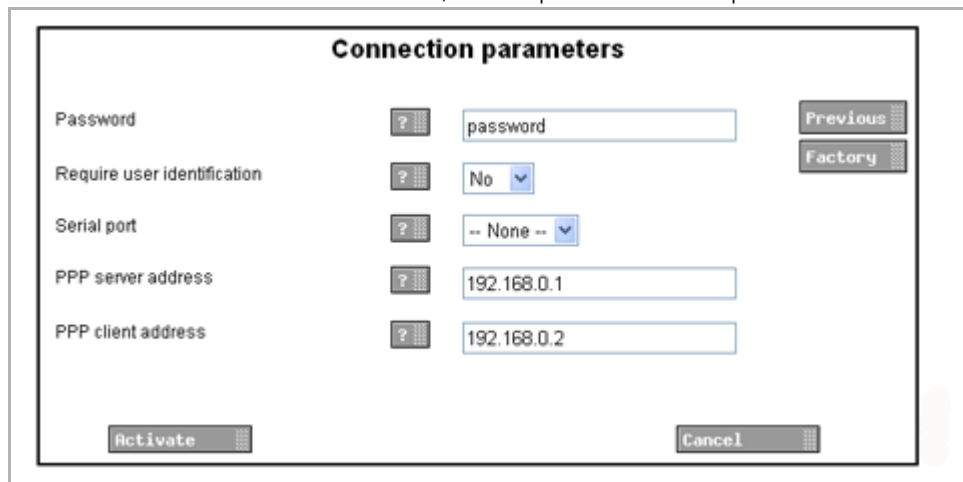 Connection parameters
Password ? password Previous
Factory
Require user identification ? No
Serial port ? -- None --
PPP server address ? 192.168.0.1
PPP client address ? 192.168.0.2
Activate Cancel